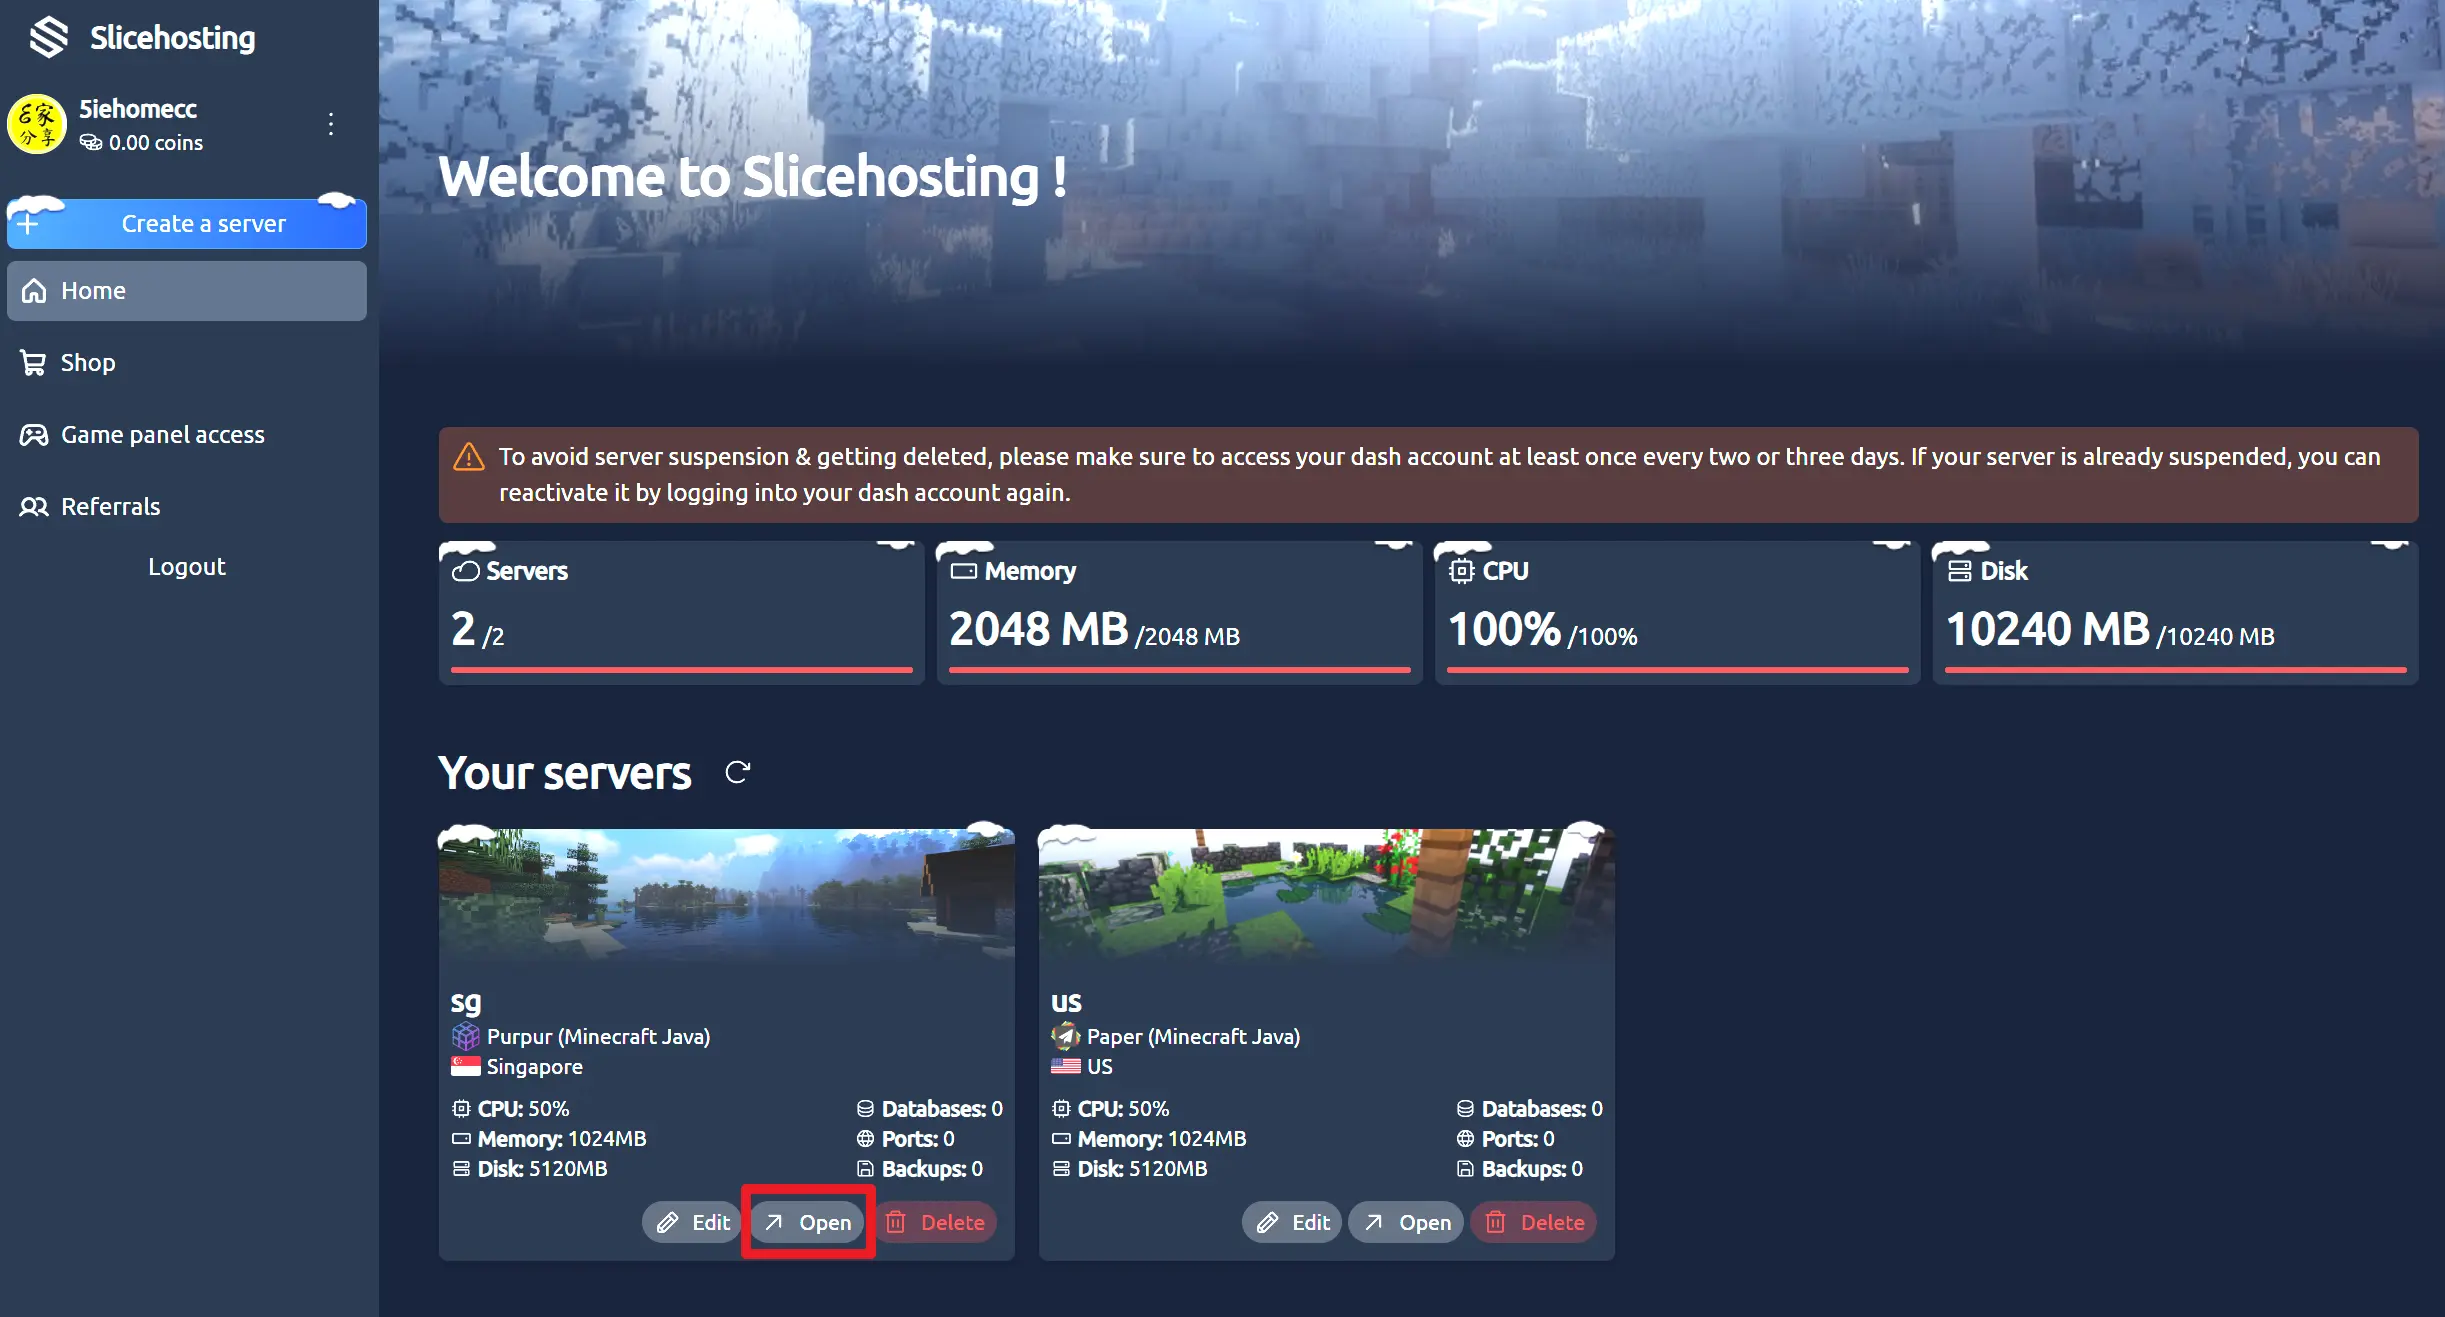 Slicehosting
5iehomecc
0.00 coins
Create a server
Home
Shop
Game panel access
Referrals
Logout
Welcome to Slicehosting !
To avoid server suspension & getting deleted, please make sure to access your dash account at least once every two or three days. If your server is already suspended, you can
reactivate it by logging into your dash account again.
Servers
2 /2
Memory
2048 MB /2048 MB
CPU
100% /100%
Disk
10240 MB /10240 MB
Your servers
sg
Purpur (Minecraft Java)
Singapore
CPU: 50%
Databases: 0
Memory: 1024MB
Ports: 0
Disk: 5120MB
Backups: 0
Edit
Open
Delete
us
Paper (Minecraft Java)
US
CPU: 50%
Databases: 0
Memory: 1024MB
Ports: 0
Disk: 5120MB
Backups: 0
Edit
Open
Delete
家
分享